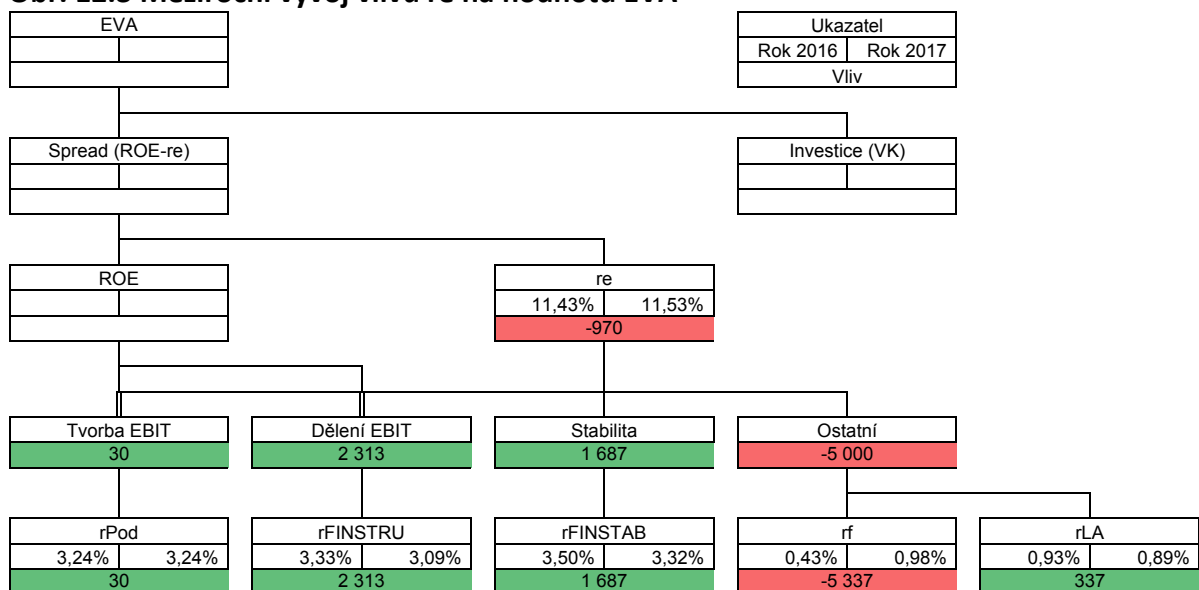 EVA
Ukazatel
Rok 2016 Rok 2017
Vliv
Spread (ROE-re)
Investice (VK)
ROE
re
11,43% 11,53%
-970
Tvorba EBIT
Dělení EBIT
Stabilita
Ostatní
30
2 313
1 687
-5 000
rPod
rFINSTRU
rFINSTAB
rf
rLA
3,24% 3,24%
3,33% 3,09%
3,50% 3,32%
0,43% 0,98%
0,93% 0,89%
30
2 313
1 687
-5 337
337